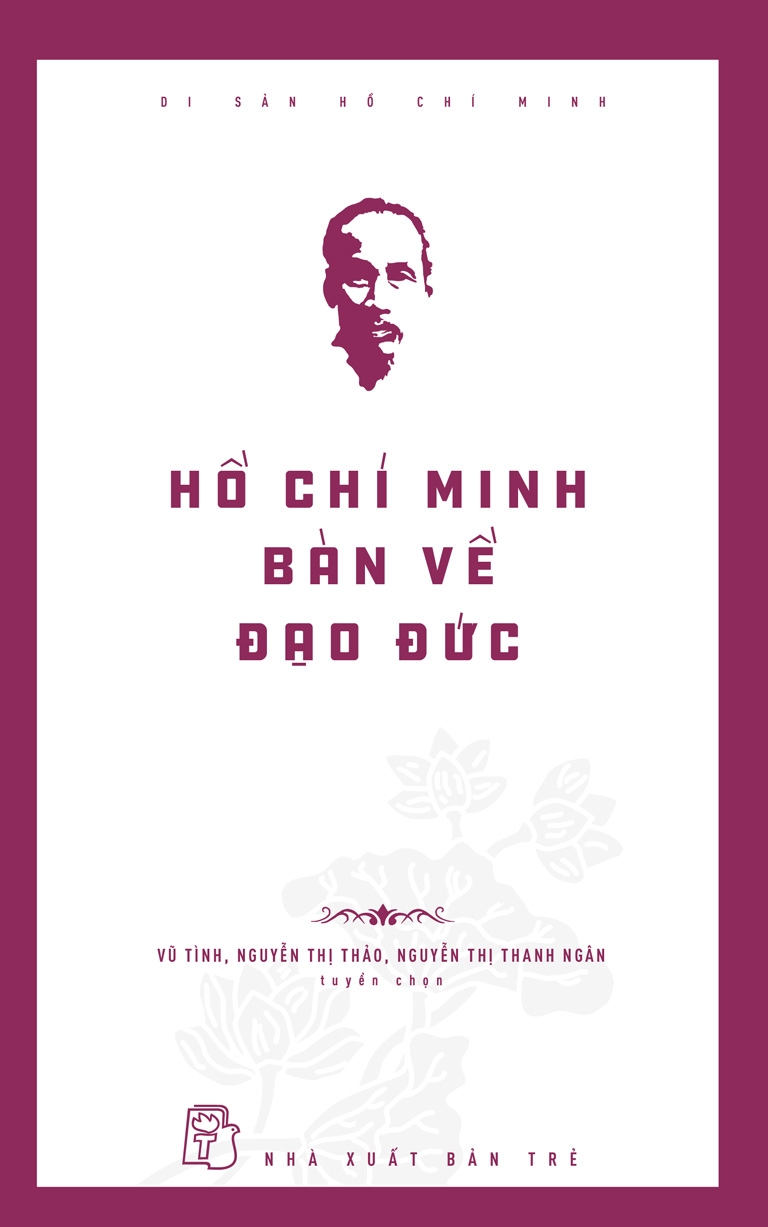 DI SẢN HỒ CHÍ MINH
HỒ CHÍ MINH
BÀN VỀ
ĐẠO ĐỨC
VŨ TÌNH, NGUYỄN THỊ THẢO, NGUYỄN THỊ THANH NGÂN
tuyển chọn
T
NHÀ XUẤT BẢN TRẺ